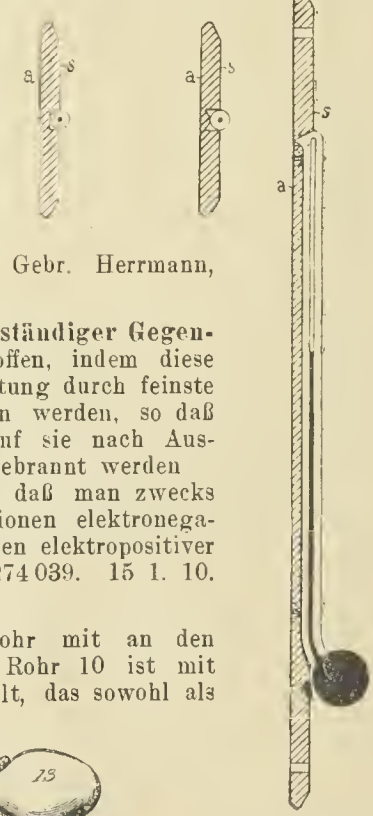 a s
a s
s
a
Gebr. Herrmann,
ständiger Gegen-
offen, indem diese
tung durch feinste
n werden, so daß
uf sie nach Aus-
ebrannt werden
daß man zwecks
ionen elektronega-
en elektropositiver
274 039. 15 1. 10.
ohr mit an den
Rohr 10 ist mit
lt, das sowohl als
13